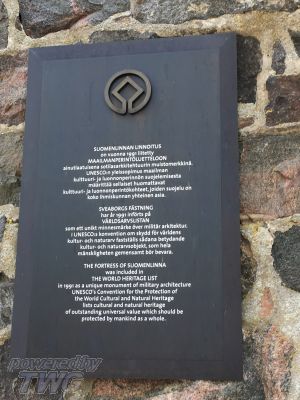 SUOMENLINNAN LINNOITUS
on vuonna 1991 liitetty
MAAILMANPERINTÖLUETTELOON
ainutlaatuisena sotilasarkkitehtuurin muistomerkkinä.
UNESCO:n yleissopimus maailman
kulttuuri- ja luonnonperinnön suojelemisesta
määrittää sellaiset huomattavat
kulttuuri- ja luonnonperintökohteet, joiden suojelu on
koko ihmiskunnan yhteinen asia.
SVEABORGS FÄSTNING
har år 1991 införts på
VÄRLDSARVSLISTAN
som ett unikt minnesmärke över militär arkitektur.
I UNESCO:s konvention om skydd för världens
kultur- och naturarv fastställs sådana betydande
kultur- och naturarvsobjekt, som hela
mänskligheten gemensamt bör bevara.
THE FORTRESS OF SUOMENLINNA
was included in
THE WORLD HERITAGE LIST
in 1991 as a unique monument of military architecture
UNESCO's Convention for the Protection of
the World Cultural and Natural Heritage
lists cultural and natural heritage
of outstanding universal value which should be
protected by mankind as a whole.
powered by
TWC